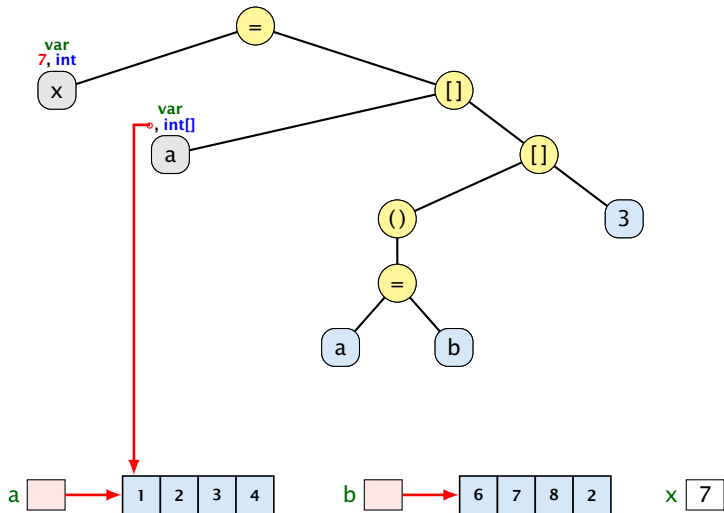 =
var
7, int
x
[]
var
, int[]
a
[]
()
3
=
a
b
a
1 2 3 4
b
6 7 8 2
x 7